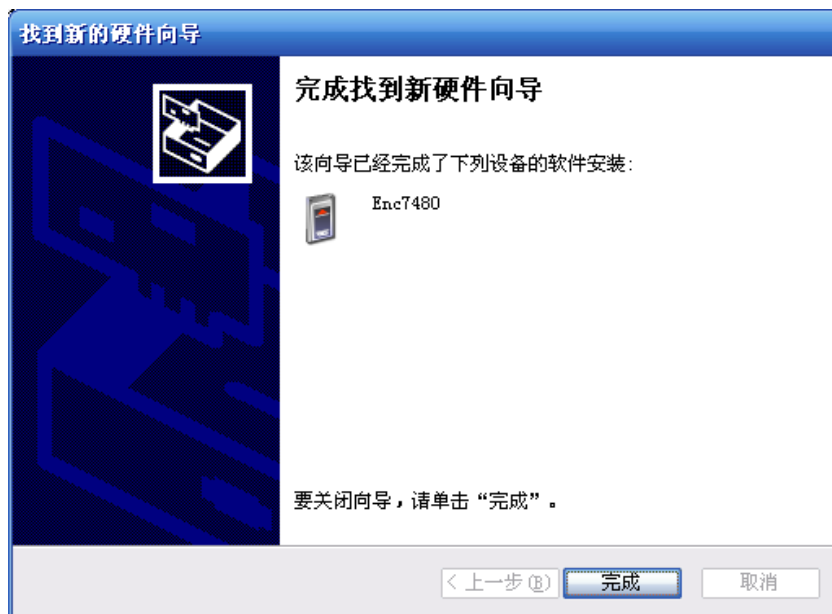 找到新的硬件向导
完成找到新硬件向导
该向导已经完成了下列设备的软件安装:
Enc7480
要关闭向导，请单击“完成”。
< 上一步(B) 完成 取消